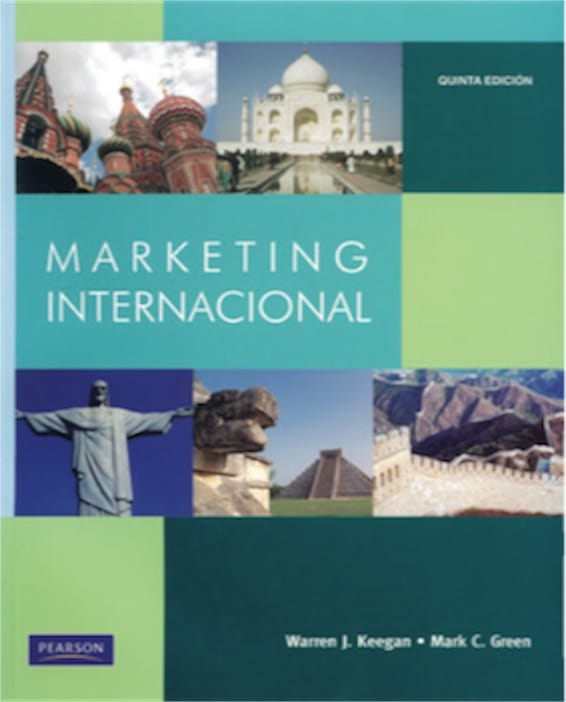 QUINTA EDICIÓN
MARKETING
INTERNACIONAL
Warren J. Keegan • Mark C. Green
PEARSON